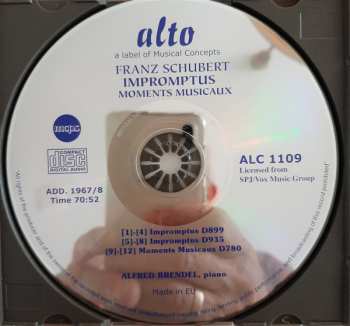 alto
a label of Musical Concepts
FRANZ SCHUBERT
IMPROMPTUS
MOMENTS MUSICAUX
mcps
COMPACT
disc
DIGITAL AUDIO
ADD. 1967/8
Time 70:52
ALC 1109
Licensed from
SPJ/Vox Music Group
[1]-[4] Impromptus D899
[5]-[8] Impromptus D935
[9]-[12] Moments Musicaux D780
ALFRED BRENDEL, piano
Made in EU